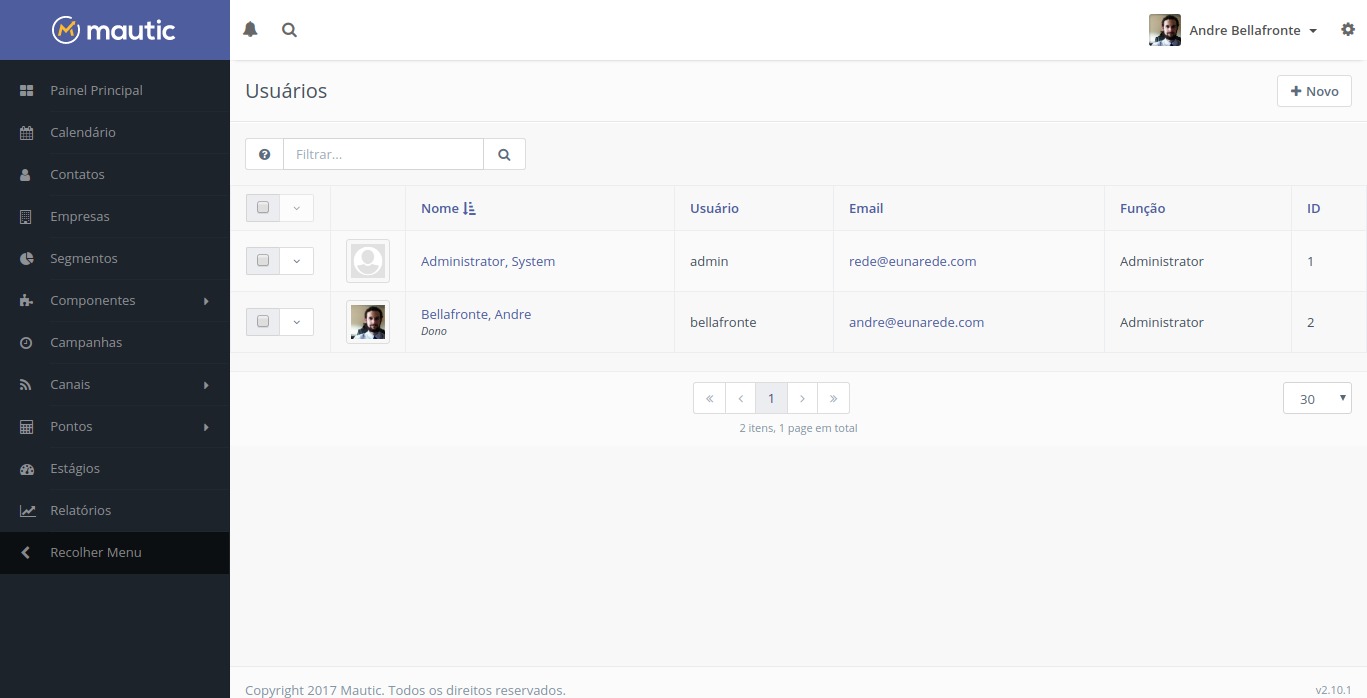 mautic
Andre Bellafronte
Painel Principal
Calendário
Contatos
Empresas
Segmentos
Componentes
Campanhas
Canais
Pontos
Estágios
Relatórios
Recolher Menu
Usuários
Novo
Filtrar...
Nome Usuário Email Função ID
Administrator, System admin rede@eunarede.com Administrator 1
Bellafronte, Andre bellafronte andre@eunarede.com Administrator 2
Dono
« ‹ 1 › » 30
2 itens, 1 page em total
Copyright 2017 Mautic. Todos os direitos reservados. v2.10.1